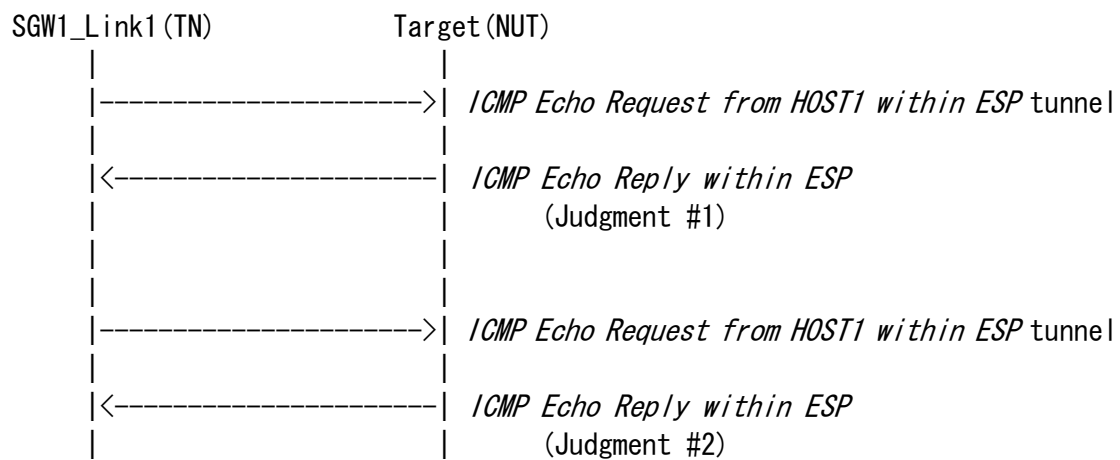 SGW1_Link1(TN) Target(NUT)
| |
|---------------------->| ICMP Echo Request from HOST1 within ESP tunnel
| |
|<----------------------| ICMP Echo Reply within ESP
| | (Judgment #1)
| |
| |
|---------------------->| ICMP Echo Request from HOST1 within ESP tunnel
| |
|<----------------------| ICMP Echo Reply within ESP
| | (Judgment #2)